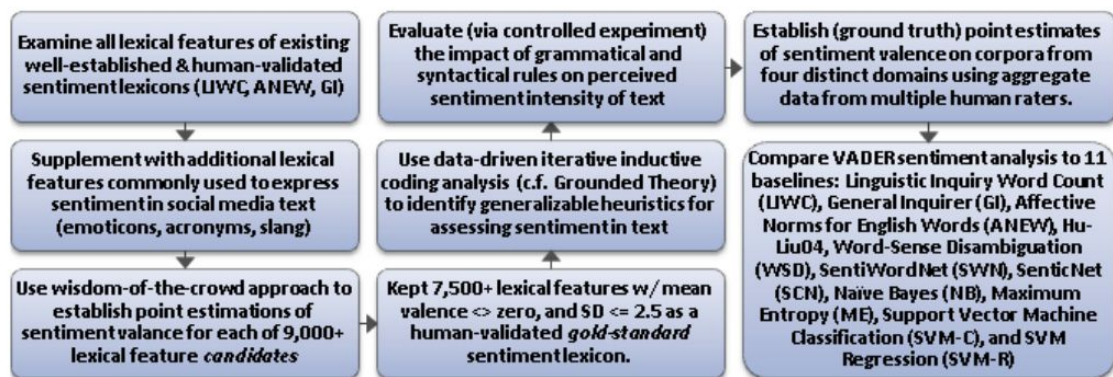 Examine all lexical features of existing
well-established & human-validated
sentiment lexicons (LIWC, ANEW, GI)
Supplement with additional lexical
features commonly used to express
sentiment in social media text
(emoticons, acronyms, slang)
Use wisdom-of-the-crowd approach to
establish point estimations of
sentiment valance for each of 9,000+
lexical feature candidates
Kept 7,500+ lexical features w/ mean
valence <> zero, and SD <= 2.5 as a
human-validated gold-standard
sentiment lexicon.
Use data-driven iterative inductive
coding analysis (c.f. Grounded Theory)
to identify generalizable heuristics for
assessing sentiment in text
Evaluate (via controlled experiment)
the impact of grammatical and
syntactical rules on perceived
sentiment intensity of text
Establish (ground truth) point estimates
of sentiment valence on corpora from
four distinct domains using aggregate
data from multiple human raters.
Compare VADER sentiment analysis to 11
baselines: Linguistic Inquiry Word Count
(LIWC), General Inquirer (GI), Affective
Norms for English Words (ANEW), Hu-
Liu04, Word-Sense Disambiguation
(WSD), SentiWordNet (SWN), SenticNet
(SCN), Naïve Bayes (NB), Maximum
Entropy (ME), Support Vector Machine
Classification (SVM-C), and SVM
Regression (SVM-R)